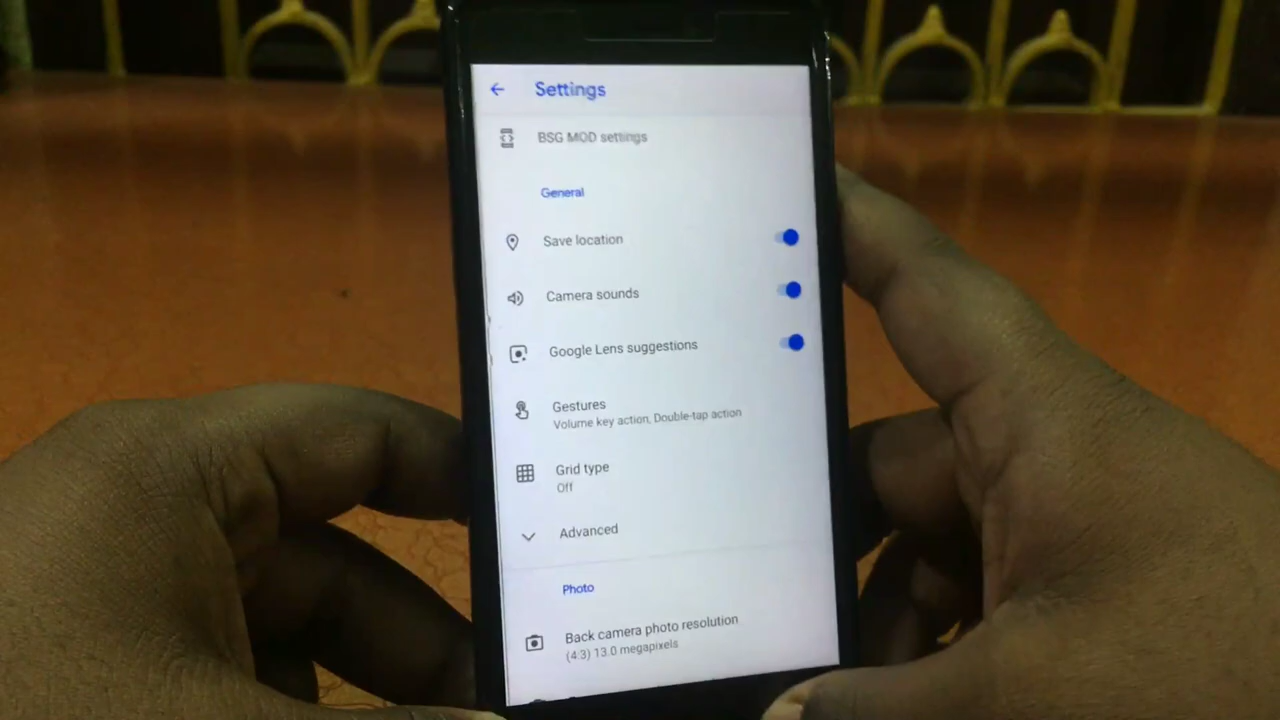 Settings
BSG MOD settings
General
Save location
Camera sounds
Google Lens suggestions
Gestures
Volume key action, Double-tap action
Grid type
Off
Advanced
Photo
Back camera photo resolution
(4:3) 13.0 megapixels